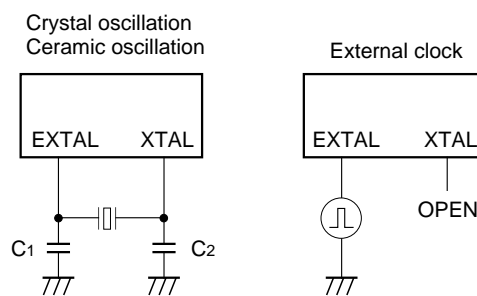 Crystal oscillation
Ceramic oscillation
EXTAL XTAL
C1
C2
External clock
EXTAL XTAL
OPEN